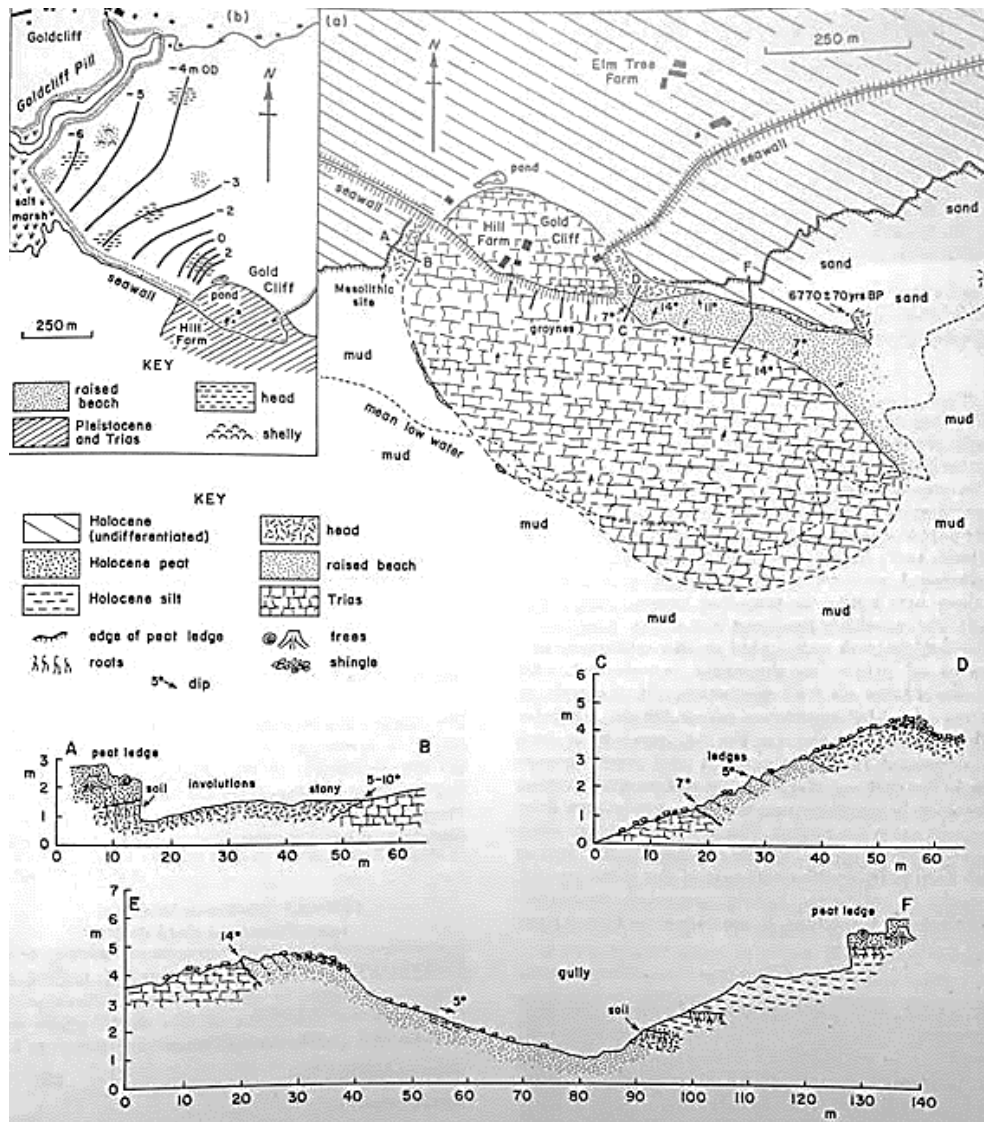 (b)
Goldcliff
Goldcliff Pill
-4m OD
-5
-6
N
salt
marsh
-3
-2
0
2
seawall
pond
Gold
Cliff
Hill
Farm
250 m
KEY
raised
beach
head
Pleistocene
and Trias
shelly
(a)
250 m
N
Elm Tree
Farm
seawall
pond
seawall
Hill
Farm
Gold
Cliff
A
B
Mesolithic
site
groynes
D
7°
C
14°
11°
F
sand
sand
sand
6770±70yrs BP
7°
E
14°
7°
mud
mean low water
mud
mud
mud
mud
mud
mud
mud
KEY
Holocene
(undifferentiated)
head
Holocene peat
raised beach
Holocene silt
Trias
edge of peat ledge
trees
roots
shingle
5° dip
A
B
peat ledge
soil
involutions
stony
5-10°
3
2
m
1
0
0 10 20 30 40 50 60
m
C
D
6
5
m
4
3
2
1
0
ledges
5°
7°
0 10 20 30 40 50 60
m
E
F
7
6
m
5
4
3
2
1
0
14°
5°
gully
soil
peat ledge
0 10 20 30 40 50 60 70 80 90 100 110 120 130 140
m